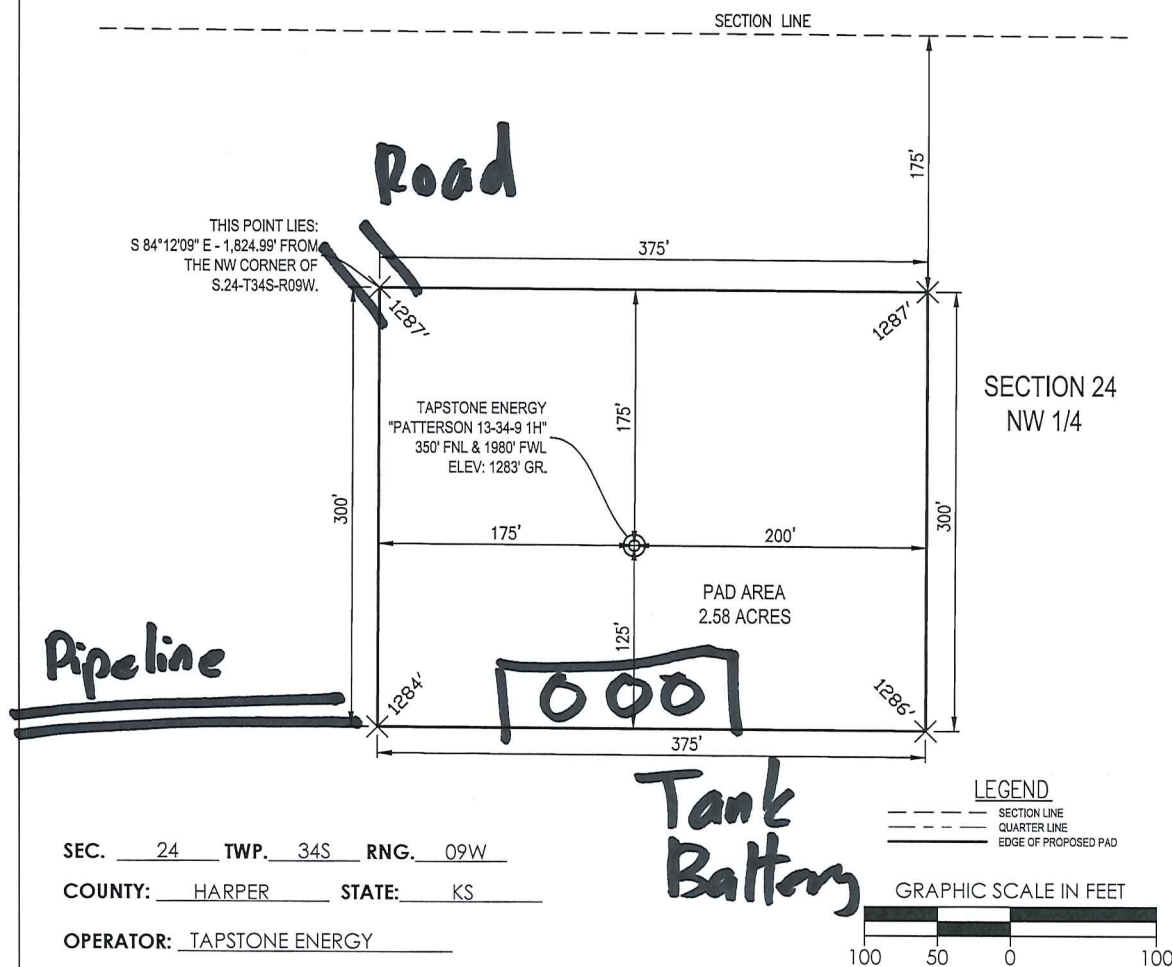 SECTION LINE
175'
Road
THIS POINT LIES:
S 84°12'09" E - 1,824.99' FROM
THE NW CORNER OF
S.24-T34S-R09W.
375'
1287'
1287'
SECTION 24
NW 1/4
TAPSTONE ENERGY
"PATTERSON 13-34-9 1H"
350' FNL & 1980' FWL
ELEV: 1283' GR.
175'
300'
300'
175'
200'
PAD AREA
2.58 ACRES
125'
Pipeline
1284'
1286'
000
375'
Tank
Battery
LEGEND
SECTION LINE
QUARTER LINE
EDGE OF PROPOSED PAD
SEC. 24 TWP. 34S RNG. 09W
COUNTY: HARPER STATE: KS
OPERATOR: TAPSTONE ENERGY
GRAPHIC SCALE IN FEET
100 50 0 100